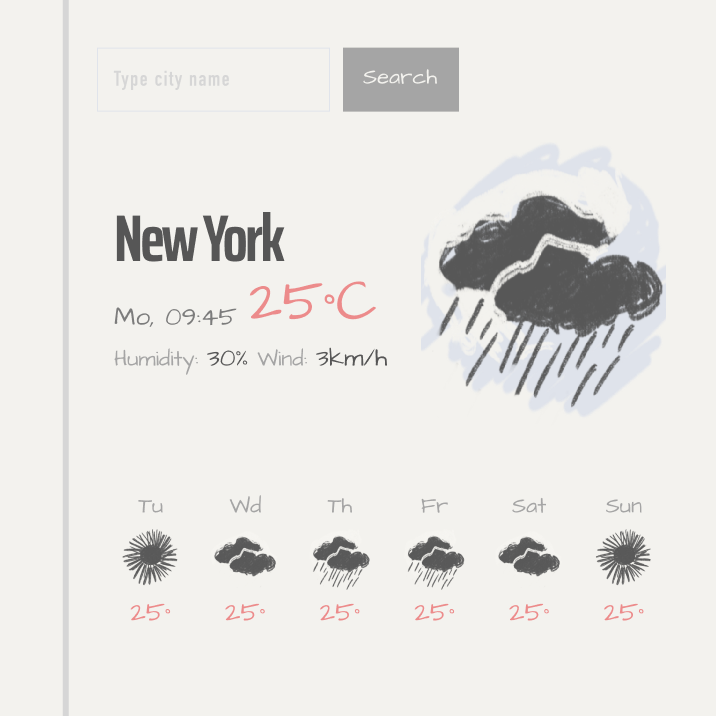 Type city name
Search
New York
Mo, 09:45 25°C
Humidity: 30% Wind: 3km/h
Tu Wd Th Fr Sat Sun
25° 25° 25° 25° 25° 25°